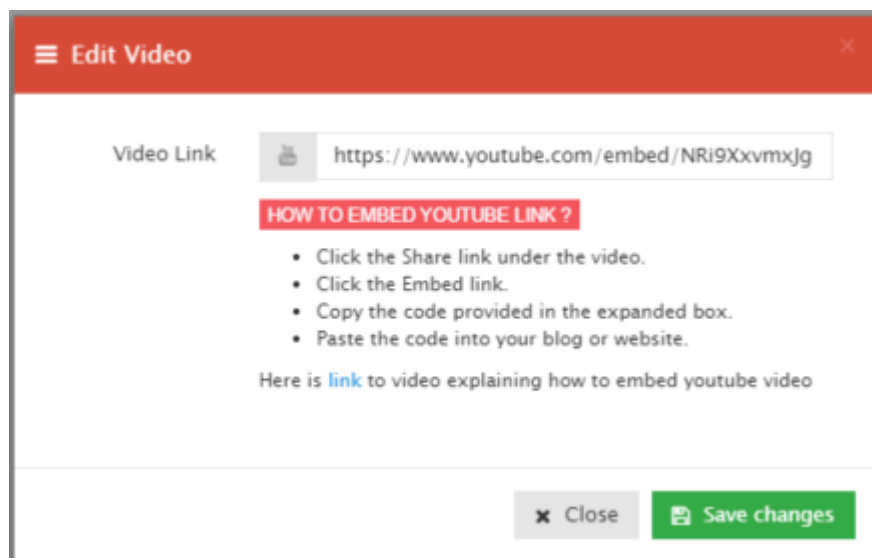 Edit Video
Video Link
https://www.youtube.com/embed/NRi9XxvmxJg
HOW TO EMBED YOUTUBE LINK ?
• Click the Share link under the video.
• Click the Embed link.
• Copy the code provided in the expanded box.
• Paste the code into your blog or website.
Here is link to video explaining how to embed youtube video
Close
Save changes